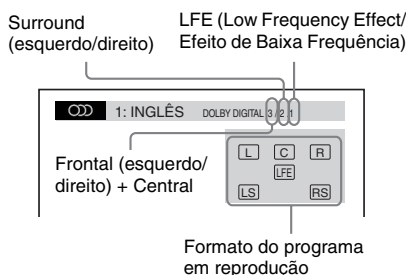 Surround
(esquerdo/direito)
LFE (Low Frequency Effect/
Efeito de Baixa Frequência)
1: INGLÊS DOLBY DIGITAL 3 / 2 . 1
Frontal (esquerdo/
direito) + Central
L C R
LFE
LS RS
Formato do programa
em reprodução